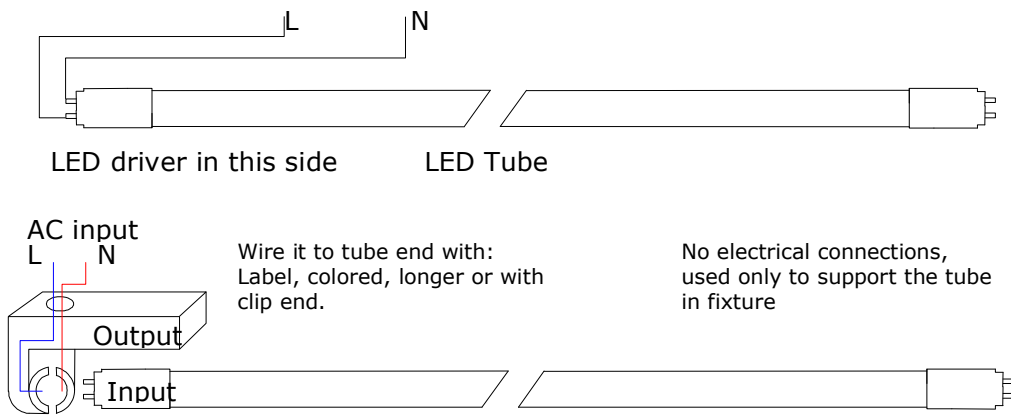 L N
LED driver in this side LED Tube
AC input
L N
Wire it to tube end with:
Label, colored, longer or with
clip end.
No electrical connections,
used only to support the tube
in fixture
Output
Input